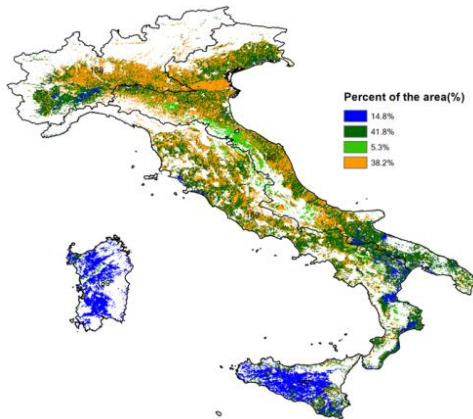 Percent of the area(%)
14.8%
41.8%
5.3%
38.2%